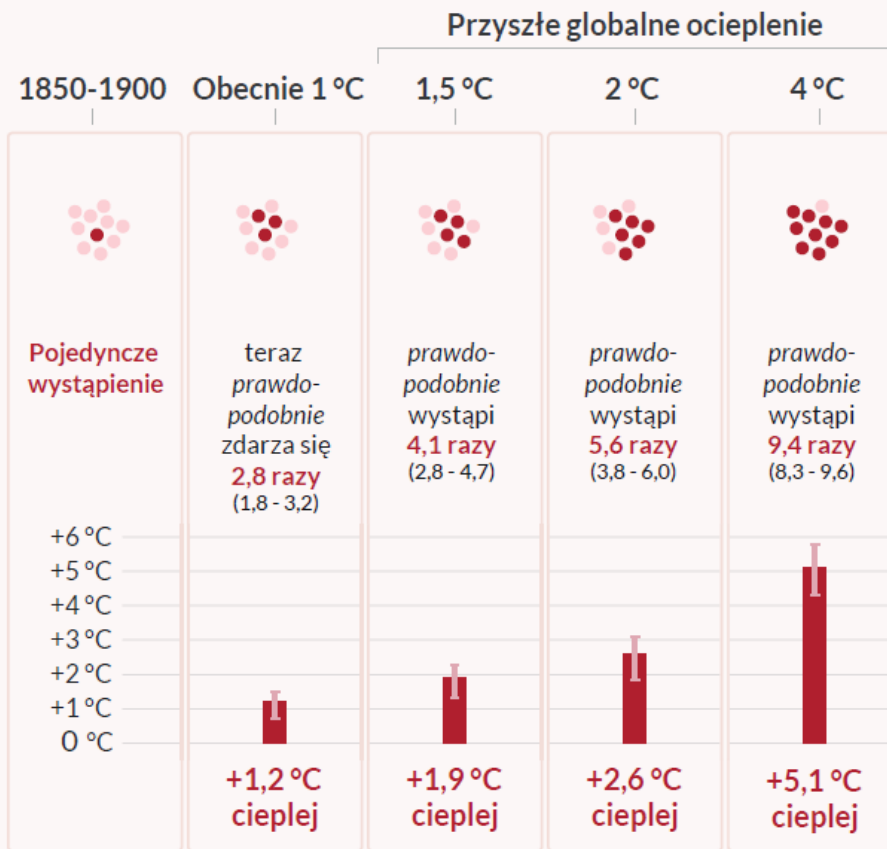 Przyszłe globalne ocieplenie
1850-1900
Obecnie 1 °C
1,5 °C
2 °C
4 °C
Pojedyncze
wystąpienie
teraz
prawdo-
podobnie
zdarza się
2,8 razy
(1,8 - 3,2)
prawdo-
podobnie
wystąpi
4,1 razy
(2,8 - 4,7)
prawdo-
podobnie
wystąpi
5,6 razy
(3,8 - 6,0)
prawdo-
podobnie
wystąpi
9,4 razy
(8,3 - 9,6)
+6 °C
+5 °C
+4 °C
+3 °C
+2 °C
+1 °C
0 °C
+1,2 °C
cieplej
+1,9 °C
cieplej
+2,6 °C
cieplej
+5,1 °C
cieplej